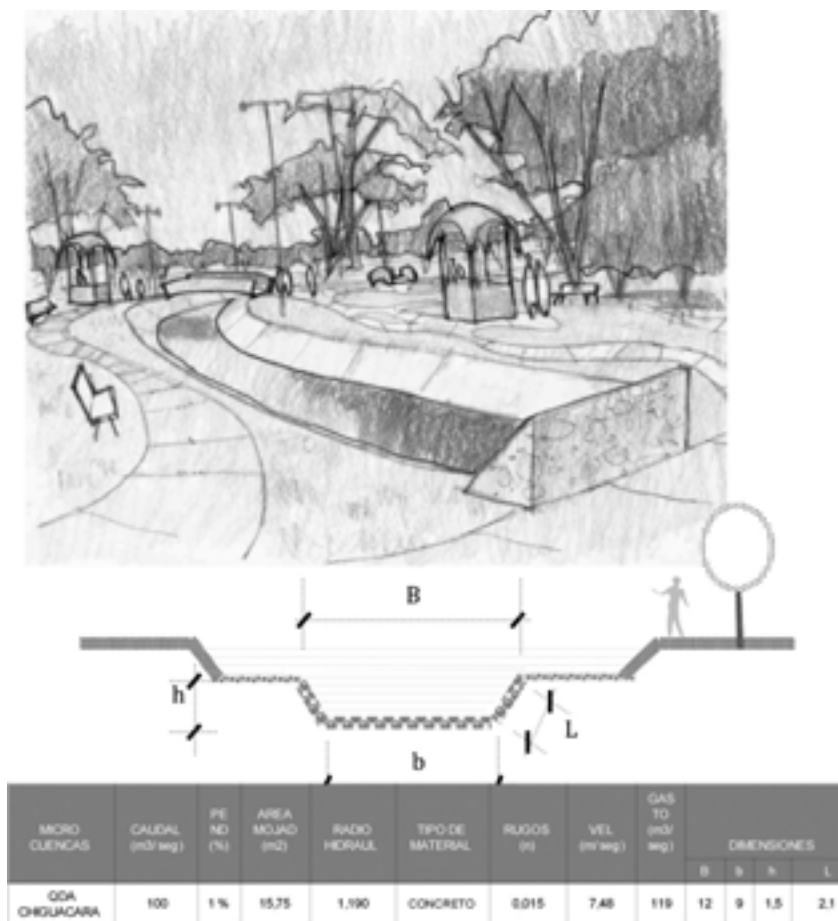 B
h
L
b
MICRO CUENCAS CAUDAL (m3/seg) PE ND (%) AREA MOJAD (m2) RADIO HIDRAUL TIPO DE MATERIAL RUGOS (n) VEL (m/seg) GAS TO (m3/seg) DIMENSIONES
B b h L
QDA CHIGUACARA 100 1 % 15,75 1,190 CONCRETO 0,015 7,48 119 12 9 1,5 2,1